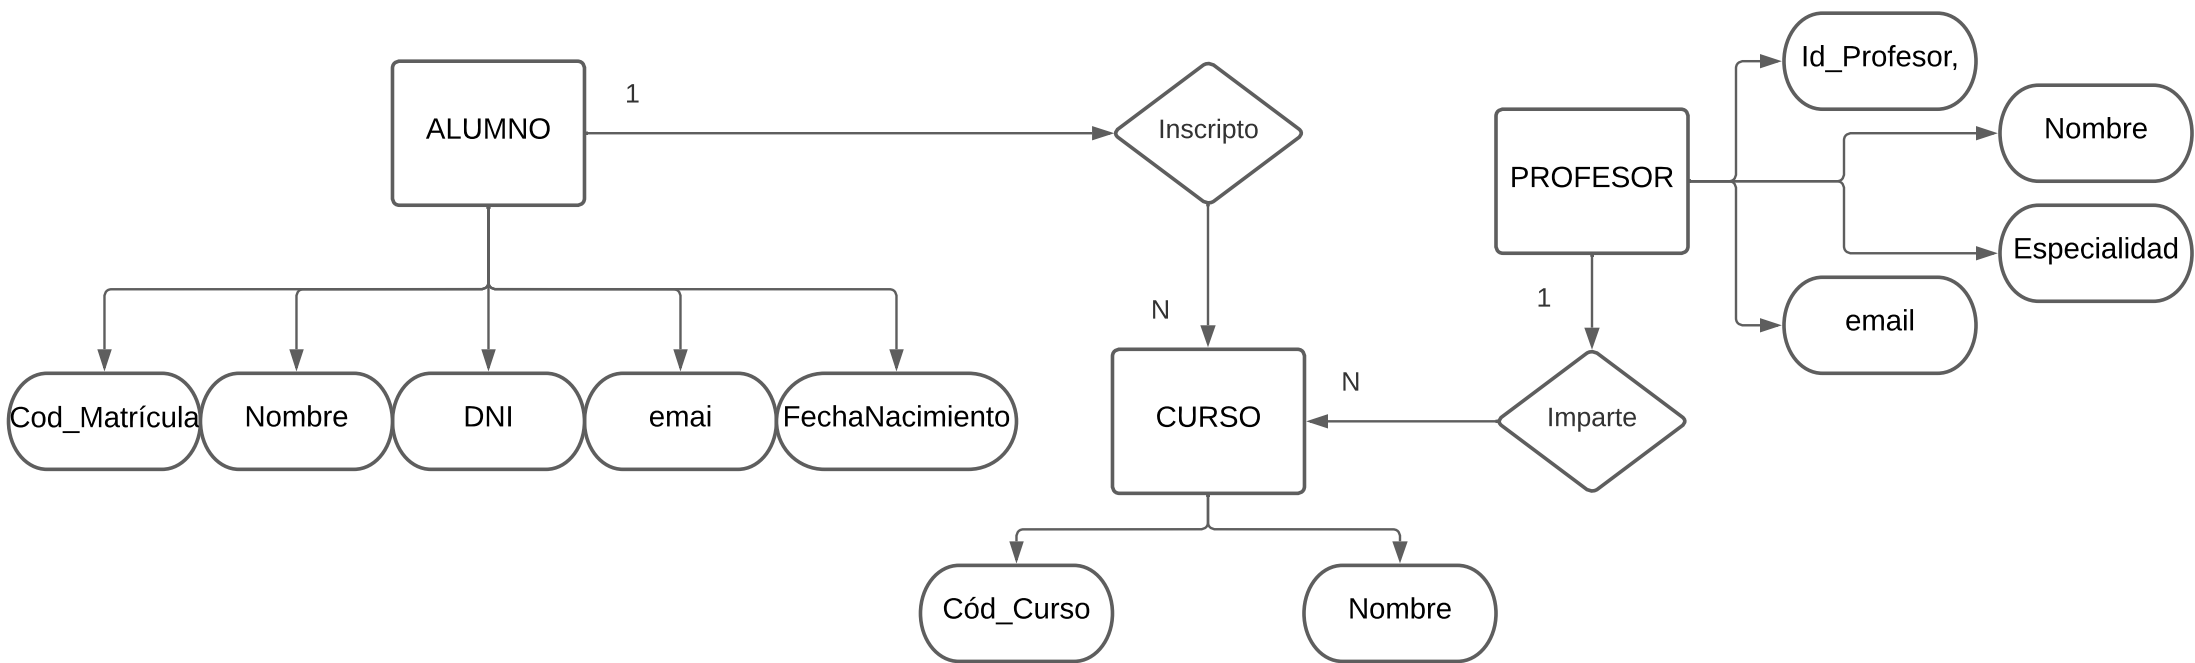 ALUMNO
1
Inscripto
N
PROFESOR
Id_Profesor,
Nombre
Especialidad
email
1
Imparte
N
CURSO
Cod_Matrícula
Nombre
DNI
emai
FechaNacimiento
Cód_Curso
Nombre